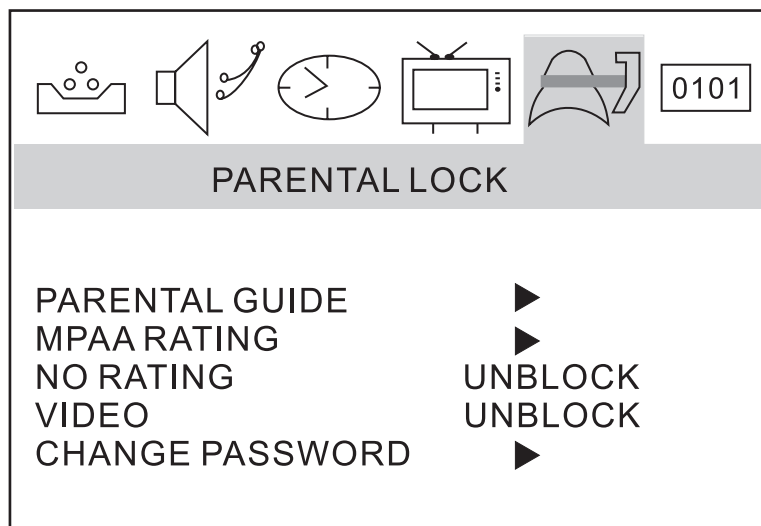 0101
PARENTAL LOCK
PARENTAL GUIDE ▶
MPAA RATING ▶
NO RATING UNBLOCK
VIDEO UNBLOCK
CHANGE PASSWORD ▶